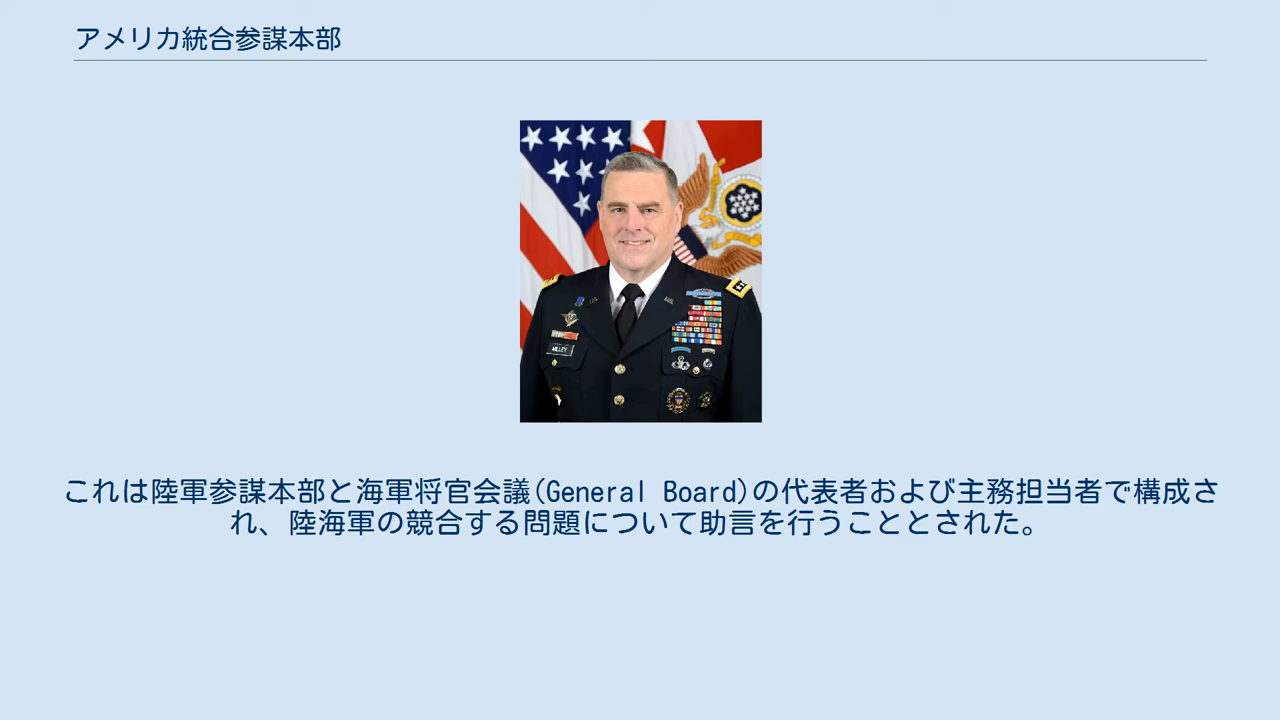 アメリカ統合参謀本部
MILLEY
これは陸軍参謀本部と海軍将官会議(General Board)の代表者および主務担当者で構成さ
れ、陸海軍の競合する問題について助言を行うこととされた。